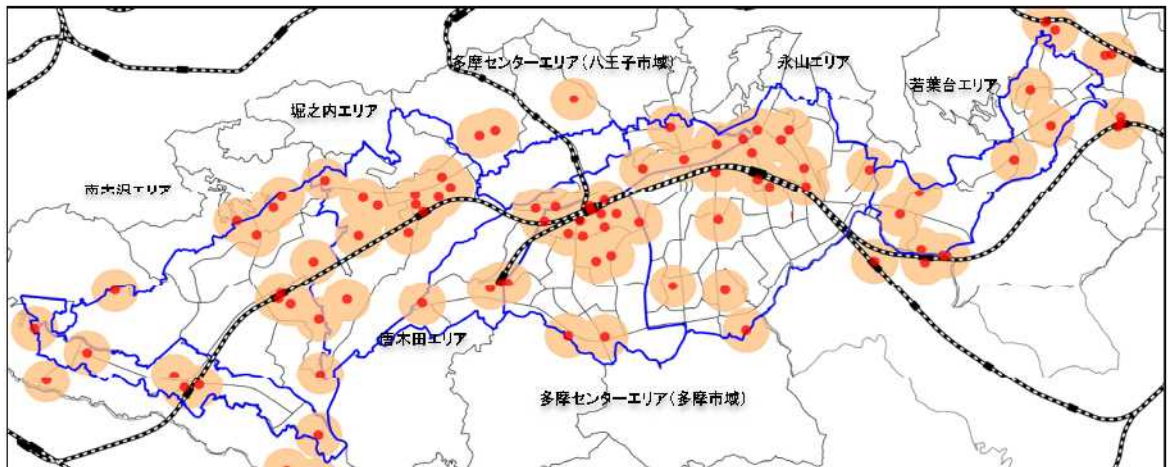 多摩センターエリア(八王子市域)
永山エリア
若葉台エリア
堀之内エリア
南大沢エリア
唐木田エリア
多摩センターエリア(多摩市域)